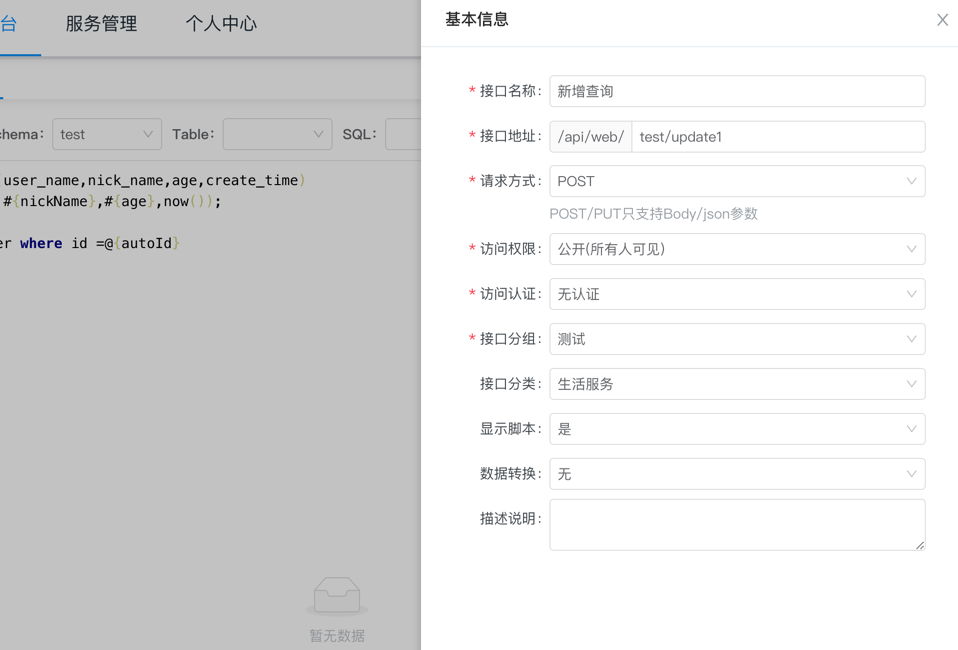 台 服务管理 个人中心
hema: test Table: SQL:
user_name,nick_name,age,create_time)
#{nickName},#{age},now());
er where id =@{autoId}
暂无数据
基本信息
* 接口名称: 新增查询
* 接口地址: /api/web/ test/update1
* 请求方式: POST
POST/PUT只支持Body/json参数
* 访问权限: 公开(所有人可见)
* 访问认证: 无认证
* 接口分组: 测试
接口分类: 生活服务
显示脚本: 是
数据转换: 无
描述说明: